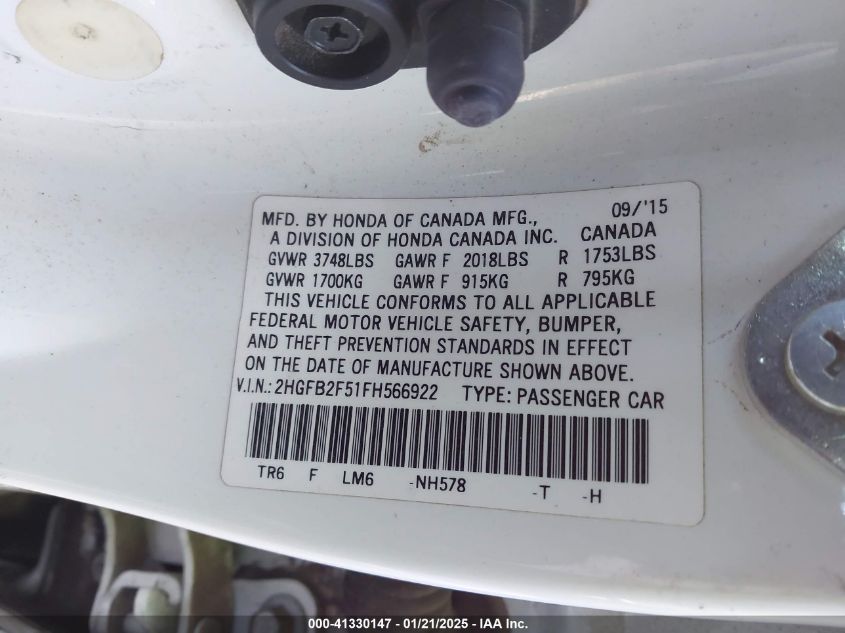 MFD. BY HONDA OF CANADA MFG., 09/'15
A DIVISION OF HONDA CANADA INC. CANADA
GVWR 3748LBS GAWR F 2018LBS R 1753LBS
GVWR 1700KG GAWR F 915KG R 795KG
THIS VEHICLE CONFORMS TO ALL APPLICABLE
FEDERAL MOTOR VEHICLE SAFETY, BUMPER,
AND THEFT PREVENTION STANDARDS IN EFFECT
ON THE DATE OF MANUFACTURE SHOWN ABOVE.
V.I.N.: 2HGFB2F51FH566922 TYPE: PASSENGER CAR
TR6 F LM6 -NH578 -T -H
000-41330147 - 01/21/2025 - IAA Inc.